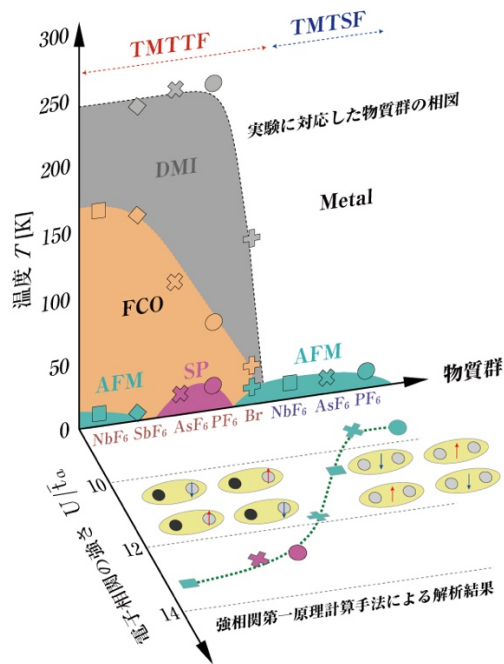 300
TMTTF
TMTSF
250
実験に対応した物質群の相図
200
DMI
Metal
150
温度 T [K]
100
FCO
50
AFM
SP
AFM
物質群
0
NbF₆ SbF₆ AsF₆ PF₆ Br NbF₆ AsF₆ PF₆
10
電子相関の強さ U/t̄ₐ
12
14
強相関第一原理計算手法による解析結果